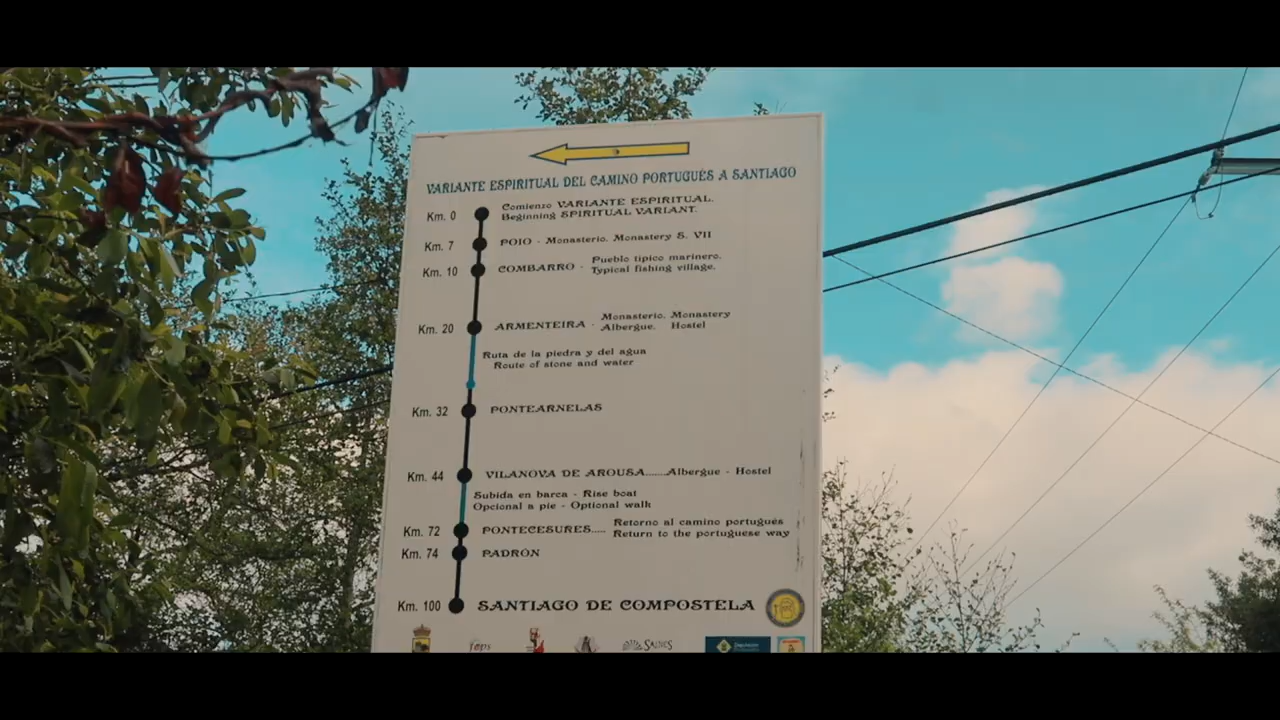 VARIANTE ESPIRITUAL DEL CAMINO PORTUGUÉS A SANTIAGO
Km. 0
Comienzo VARIANTE ESPIRITUAL.
Beginning SPIRITUAL VARIANT.
Km. 7
POIO - Monasterio. Monastery S. VII
Km. 10
COMBARRO -
Pueblo típico marinero.
Typical fishing village.
Km. 20
ARMENTEIRA -
Monasterio. Monastery
Albergue. Hostel
Ruta de la piedra y del agua
Route of stone and water
Km. 32
PONTEARNELAS
Km. 44
VILANOVA DE AROUSA......Albergue - Hostel
Subida en barca - Rise boat
Opcional a pie - Optional walk
Km. 72
PONTECESURES....
Retorno al camino portugués
Return to the portuguese way
Km. 74
PADRÓN
Km. 100
SANTIAGO DE COMPOSTELA
SALNÉS